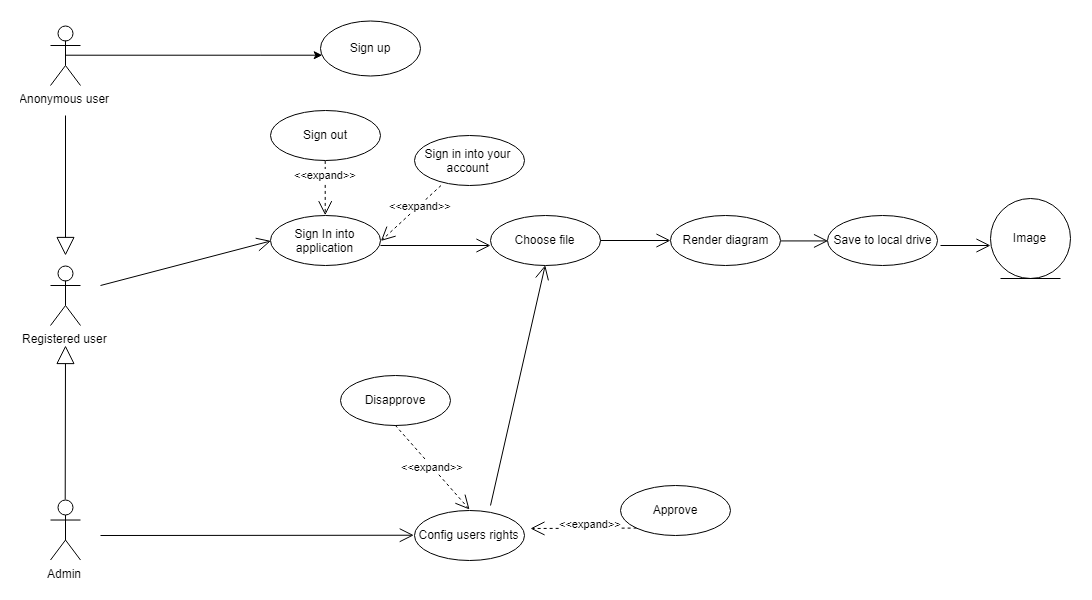 Sign up
Anonymous user
Sign out
Sign in into your
account
<<expand>>
<<expand>>
Sign In into
application
Choose file
Render diagram
Save to local drive
Image
Registered user
Disapprove
<<expand>>
Approve
<<expand>>
Config users rights
Admin